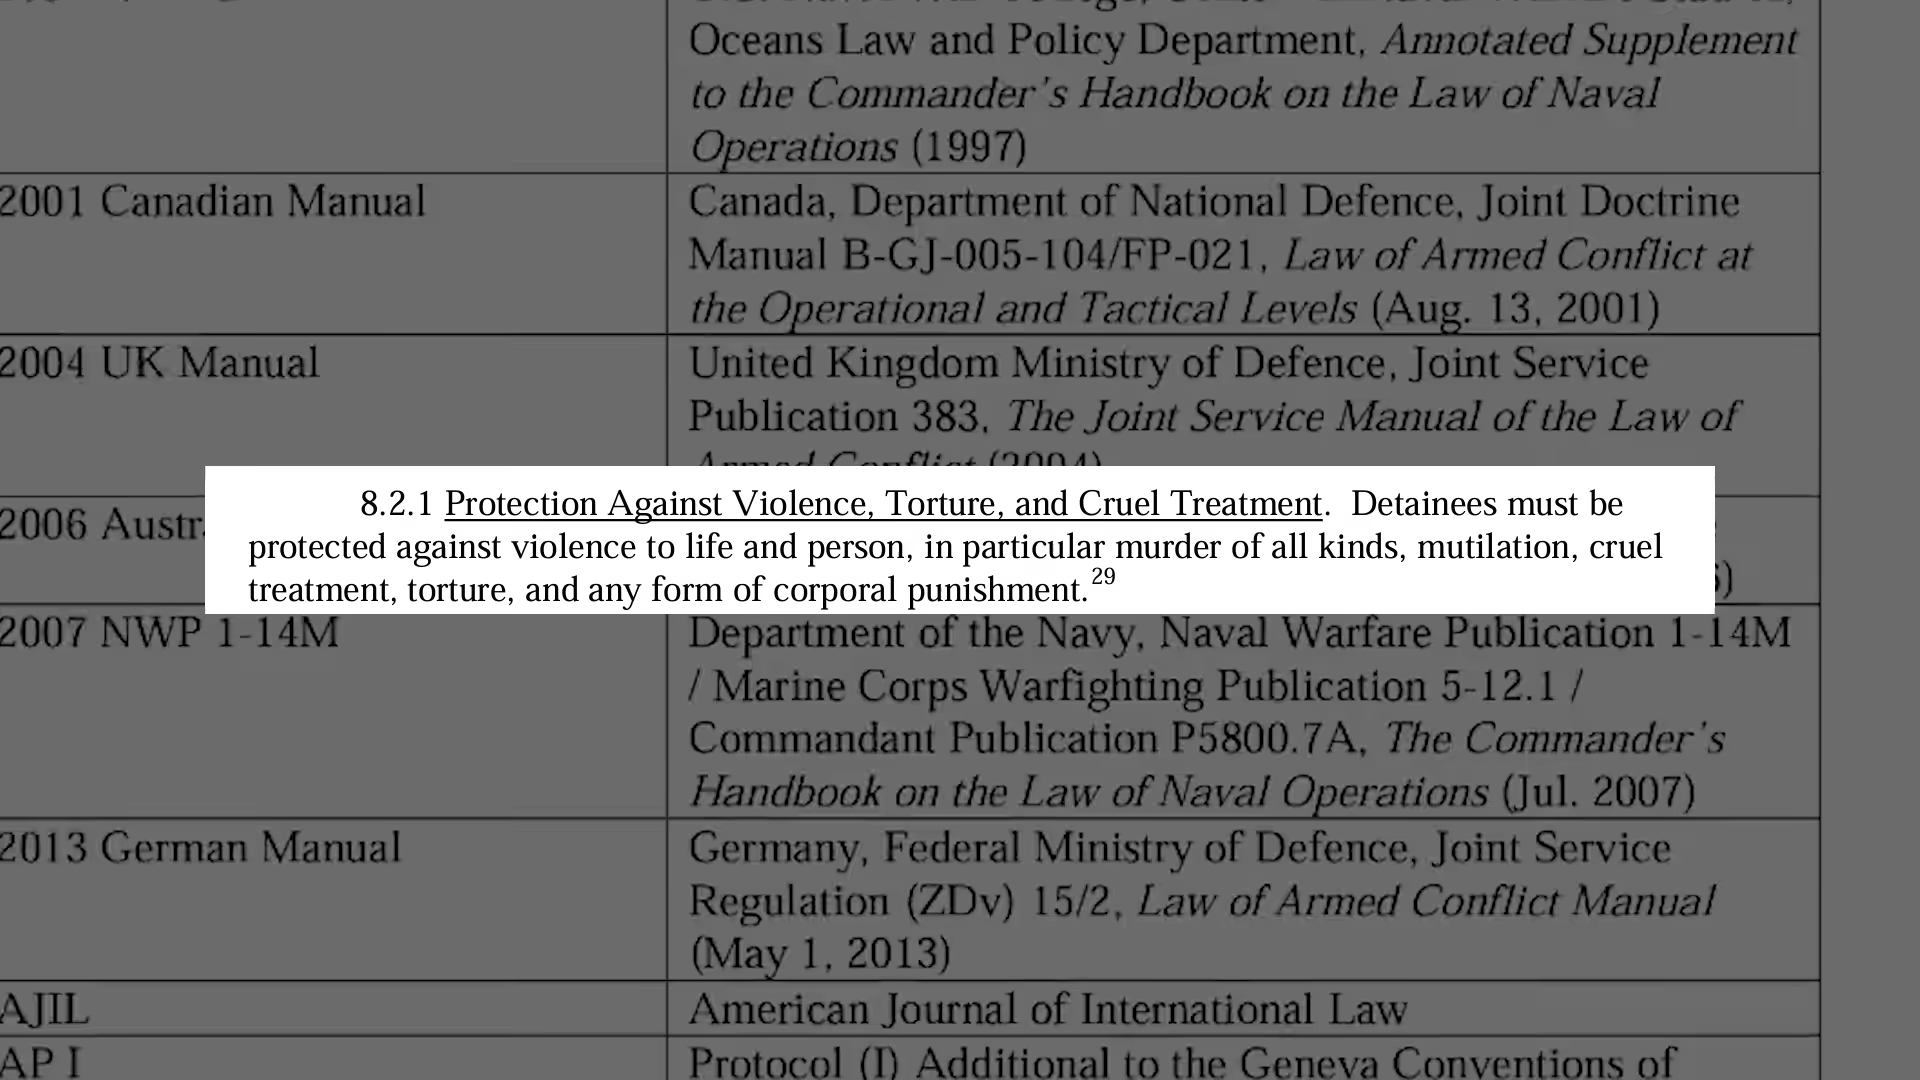 Oceans Law and Policy Department, Annotated Supplement
to the Commander's Handbook on the Law of Naval
Operations (1997)
2001 Canadian Manual
Canada, Department of National Defence, Joint Doctrine
Manual B-GJ-005-104/FP-021, Law of Armed Conflict at
the Operational and Tactical Levels (Aug. 13, 2001)
2004 UK Manual
United Kingdom Ministry of Defence, Joint Service
Publication 383, The Joint Service Manual of the Law of
Armed Conflict (2004)
8.2.1 Protection Against Violence, Torture, and Cruel Treatment. Detainees must be
protected against violence to life and person, in particular murder of all kinds, mutilation, cruel
treatment, torture, and any form of corporal punishment.29
2006
2007 NWP 1-14M
Department of the Navy, Naval Warfare Publication 1-14M
/ Marine Corps Warfighting Publication 5-12.1 /
Commandant Publication P5800.7A, The Commander's
Handbook on the Law of Naval Operations (Jul. 2007)
2013 German Manual
Germany, Federal Ministry of Defence, Joint Service
Regulation (ZDv) 15/2, Law of Armed Conflict Manual
(May 1, 2013)
AJIL
American Journal of International Law
AP I
Protocol (I) Additional to the Geneva Conventions of